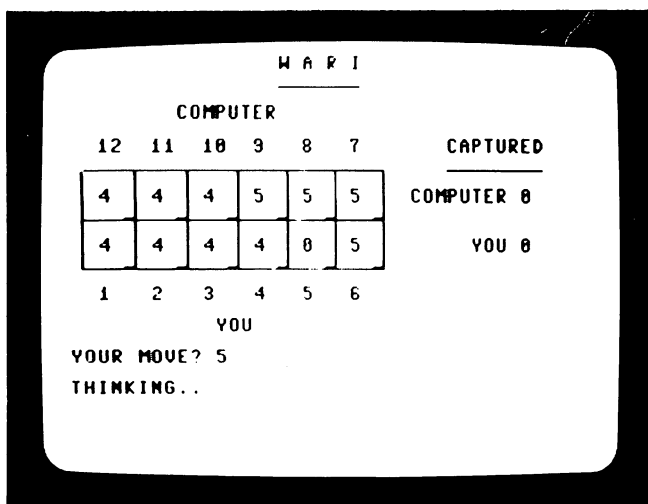 WARI
COMPUTER
12 11 10 9 8 7 CAPTURED
4 4 4 5 5 5 COMPUTER 0
4 4 4 4 0 5 YOU 0
1 2 3 4 5 6
YOU
YOUR MOVE? 5
THINKING..